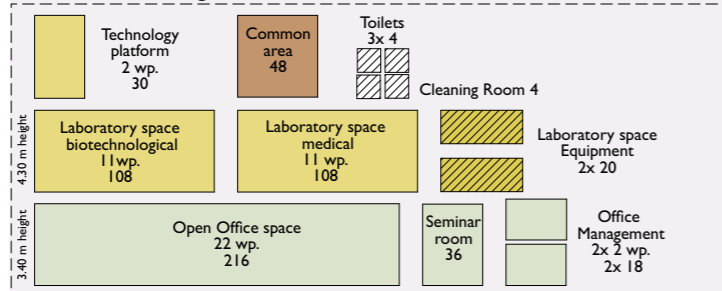 Technology
platform
2 wp.
30
Common
area
48
Toilets
3x 4
Cleaning Room 4
4.30 m height
Laboratory space
biotechnological
11wp.
108
Laboratory space
medical
11 wp.
108
Laboratory space
Equipment
2x 20
3.40 m height
Open Office space
22 wp.
216
Seminar
room
36
Office
Management
2x 2 wp.
2x 18